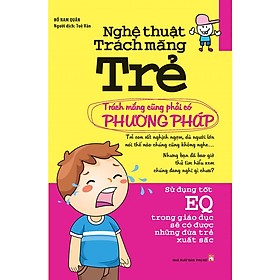 HỒ NAM QUÂN
Người dịch: Tuệ Văn
Nghệ thuật
Trách mắng
Trẻ
Trách mắng cũng phải có
PHƯƠNG PHÁP
Trẻ con rất nghịch ngợm, dù người lớn
nói thế nào chúng cũng không nghe...
Nhưng bạn đã bao giờ
thử tìm hiểu xem
chúng đang nghĩ gì chưa?
Sử dụng tốt
EQ
trong giáo dục
sẽ có được
những đứa trẻ
xuất sắc